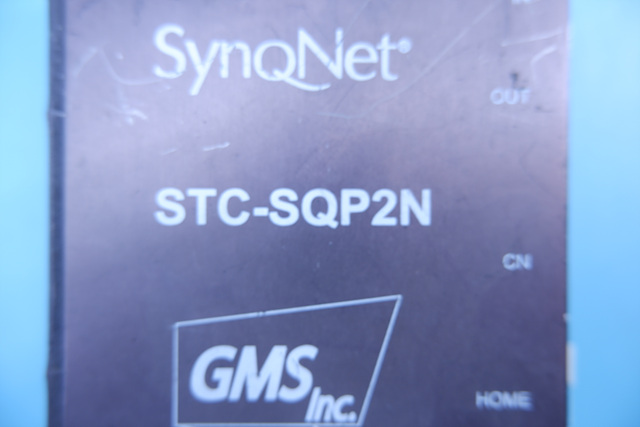 SynqNet®
OUT
STC-SQP2N
CN
GMS
Inc.
HOME